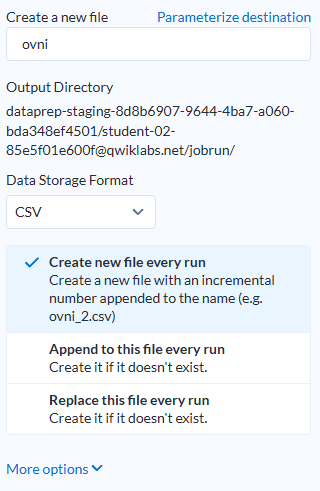 Create a new file Parameterize destination
ovni
Output Directory
dataprep-staging-8d8b6907-9644-4ba7-a060-
bda348ef4501/student-02-
85e5f01e600f@qwiklabs.net/jobrun/
Data Storage Format
CSV
Create new file every run
Create a new file with an incremental
number appended to the name (e.g.
ovni_2.csv)
Append to this file every run
Create it if it doesn't exist.
Replace this file every run
Create it if it doesn't exist.
More options